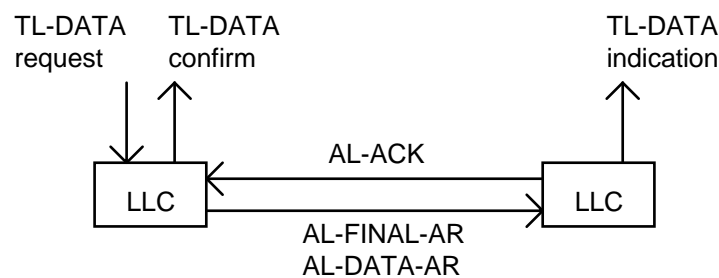 TL-DATA TL-DATA TL-DATA
request confirm indication
AL-ACK
LLC LLC
AL-FINAL-AR
AL-DATA-AR